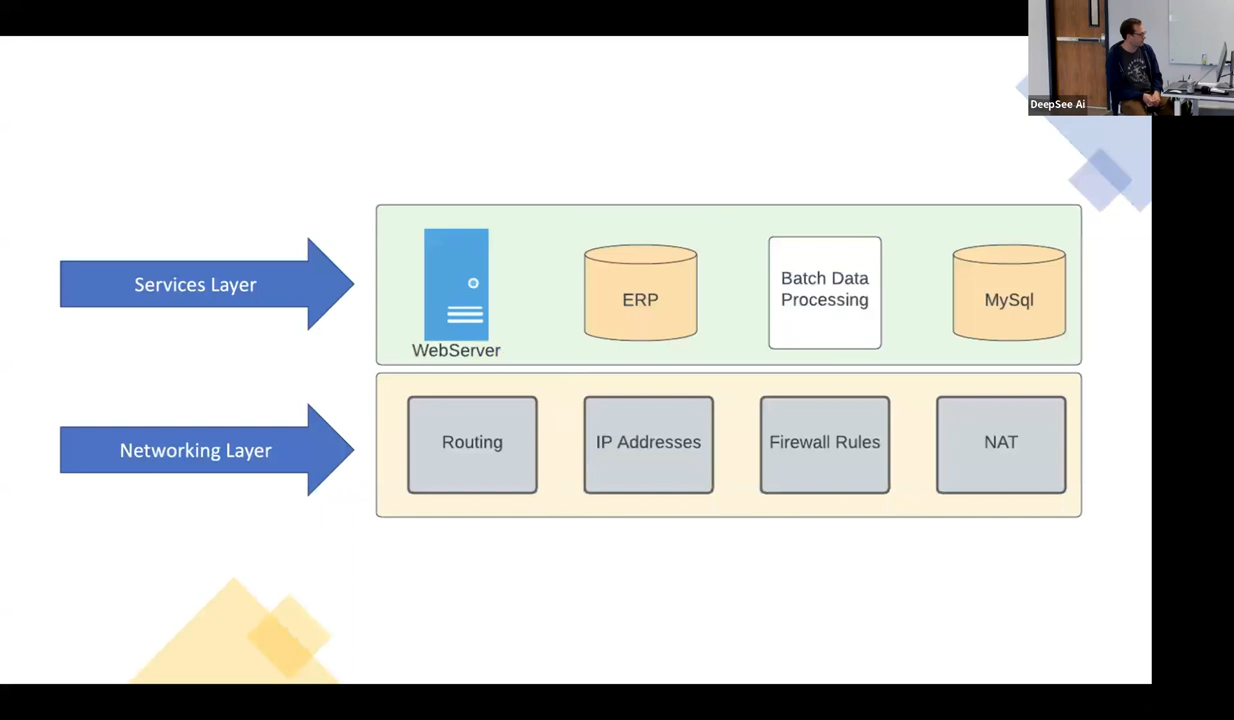 DeepSee Ai
Services Layer
WebServer
ERP
Batch Data
Processing
MySql
Networking Layer
Routing
IP Addresses
Firewall Rules
NAT